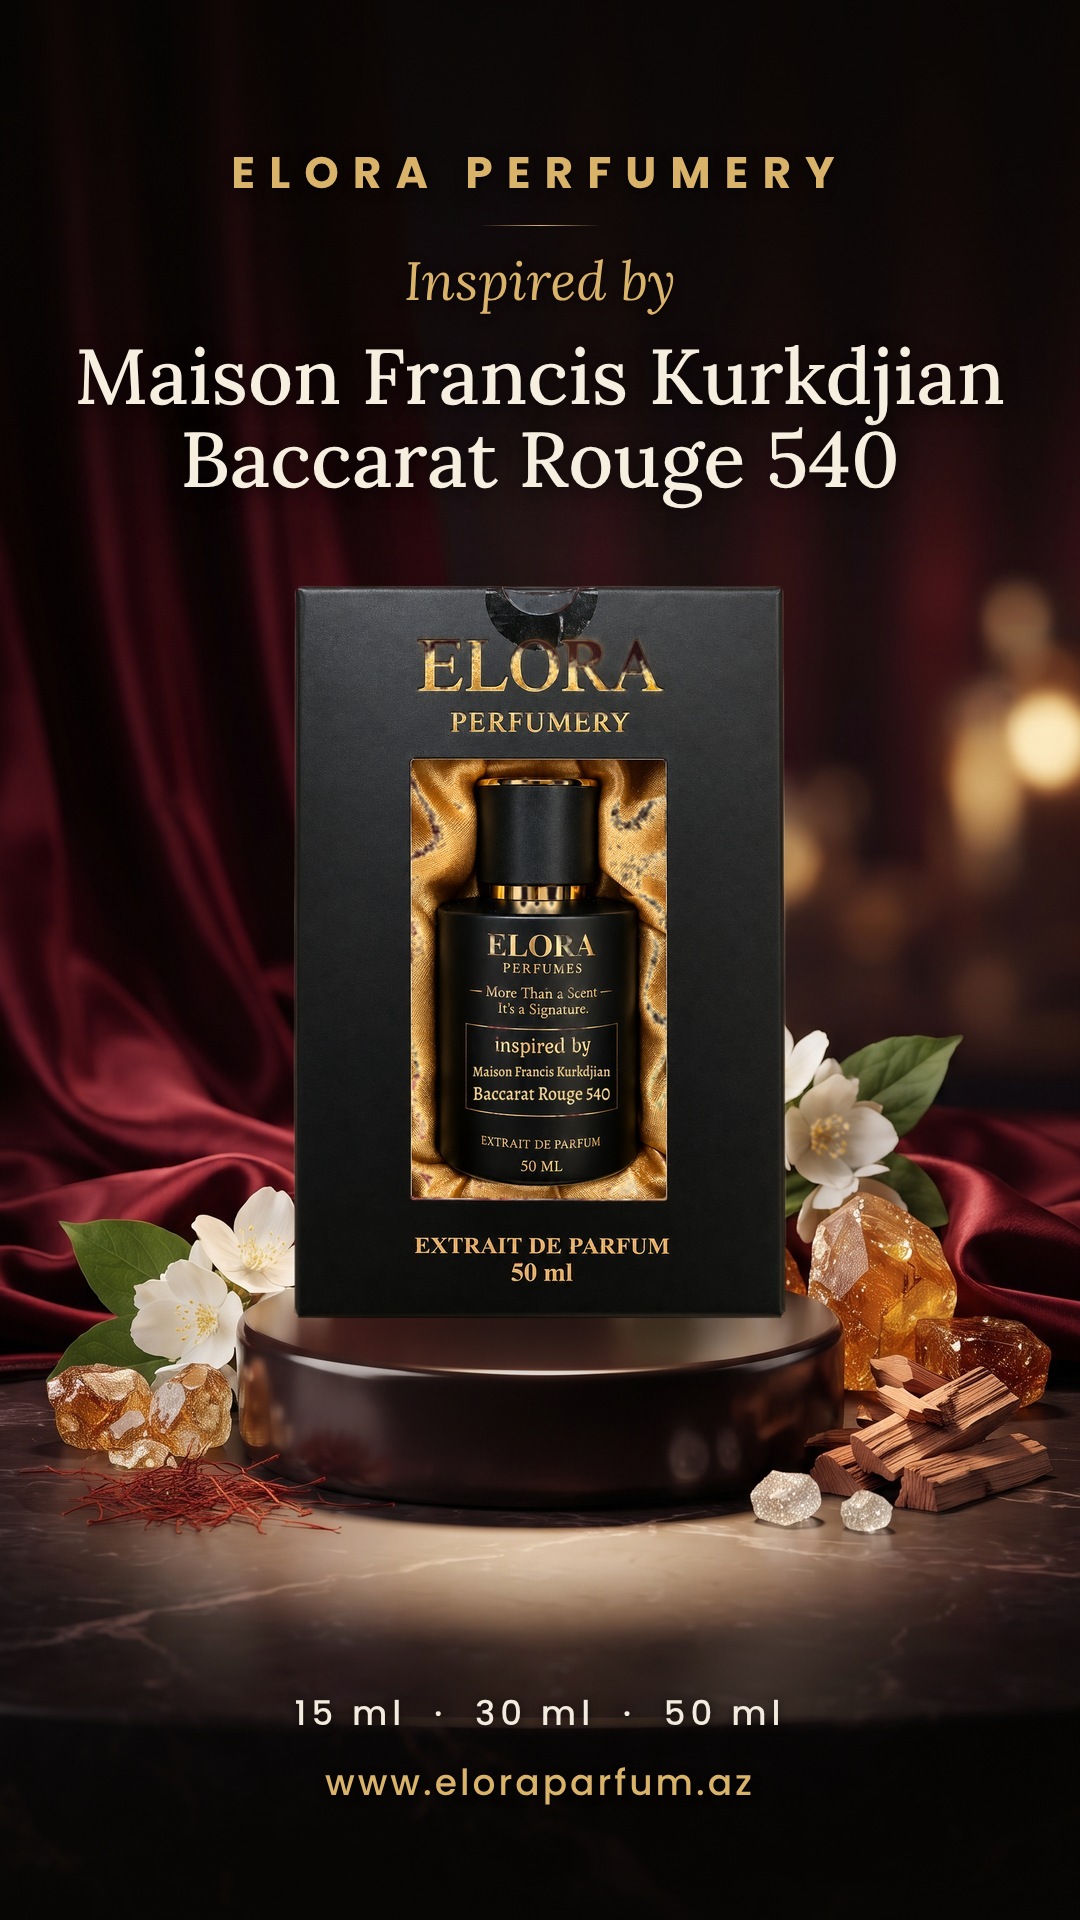 ELORA PERFUMERY
Inspired by
Maison Francis Kurkdjian
Baccarat Rouge 540
ELORA
PERFUMERY
ELORA
PERFUMES
More Than a Scent
It's a Signature.
inspired by
Maison Francis Kurkdjian
Baccarat Rouge 540
EXTRAIT DE PARFUM
50 ML
EXTRAIT DE PARFUM
50 ml
15 ml · 30 ml · 50 ml
www.eloraparfum.az